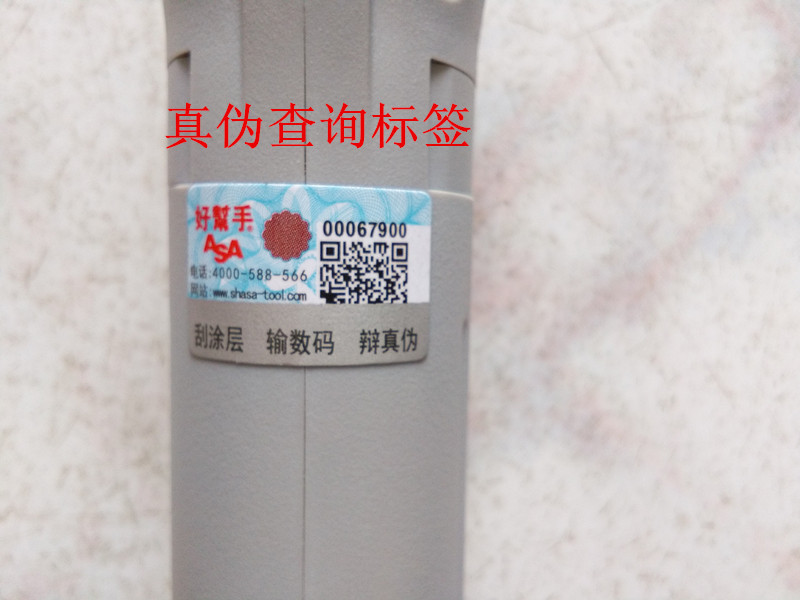 真伪查询标签
好幫手®
ASA
00067900
电话:4000-588-566
网站:www.shasa-tool.com
刮涂层 输数码 辩真伪